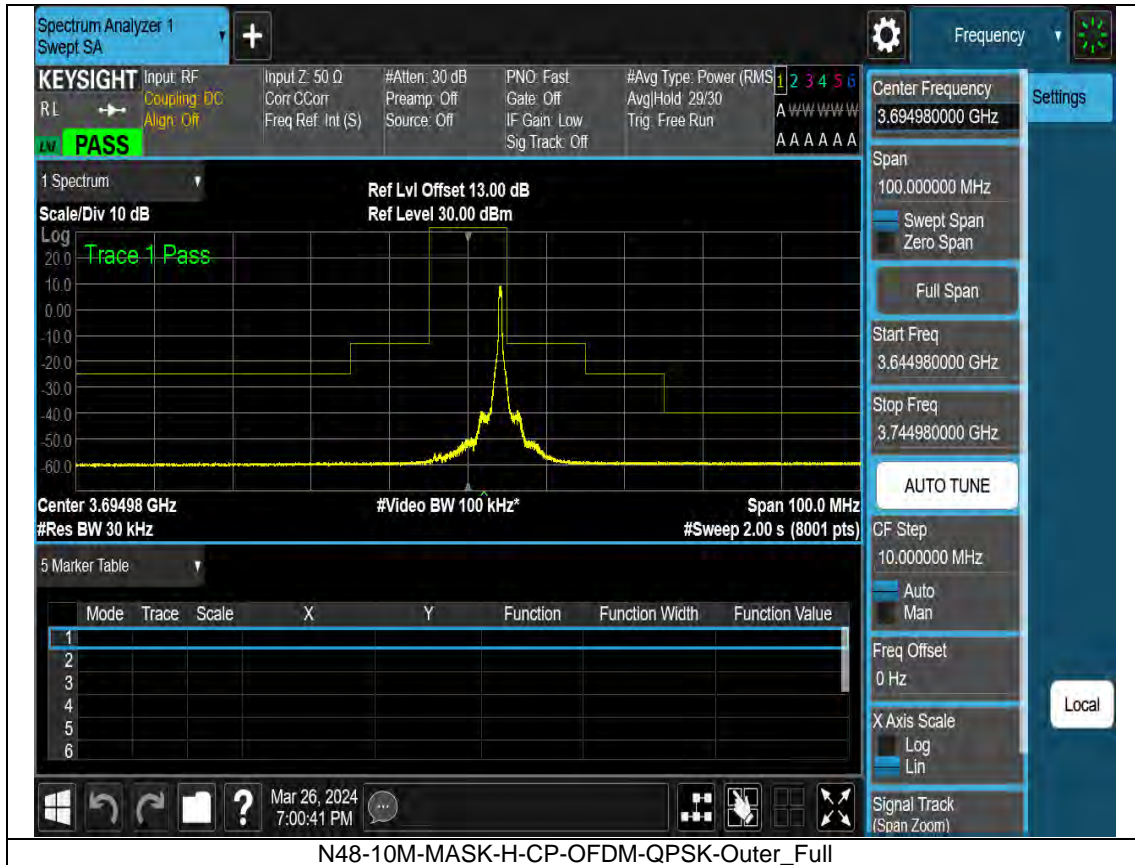 Spectrum Analyzer 1
Swept SA
Frequency
KEYSIGHT Input: RF Input Z: 50 Ω #Atten: 30 dB PNO: Fast #Avg Type: Power (RMS 1 2 3 4 5 6
RL Coupling: DC Corr CCorr Preamp: Off Gate: Off Avg|Hold: 29/30 A W W W W W
Align: Off Freq Ref: Int (S) Source: Off IF Gain: Low Trig: Free Run
PASS Sig Track: Off A A A A A A
Center Frequency
3.694980000 GHz
Settings
Span
100.000000 MHz
Swept Span
Zero Span
Full Span
Start Freq
3.644980000 GHz
Stop Freq
3.744980000 GHz
AUTO TUNE
CF Step
10.000000 MHz
Auto
Man
Freq Offset
0 Hz
X Axis Scale
Log
Lin
Signal Track
(Span Zoom)
Local
1 Spectrum
Ref Lvl Offset 13.00 dB
Scale/Div 10 dB Ref Level 30.00 dBm
Log
Trace 1 Pass
20.0
10.0
0.00
-10.0
-20.0
-30.0
-40.0
-50.0
-60.0
Center 3.69498 GHz #Video BW 100 kHz* Span 100.0 MHz
#Res BW 30 kHz #Sweep 2.00 s (8001 pts)
5 Marker Table
Mode Trace Scale X Y Function Function Width Function Value
1
2
3
4
5
6
?
Mar 26, 2024
7:00:41 PM
N48-10M-MASK-H-CP-OFDM-QPSK-Outer_Full